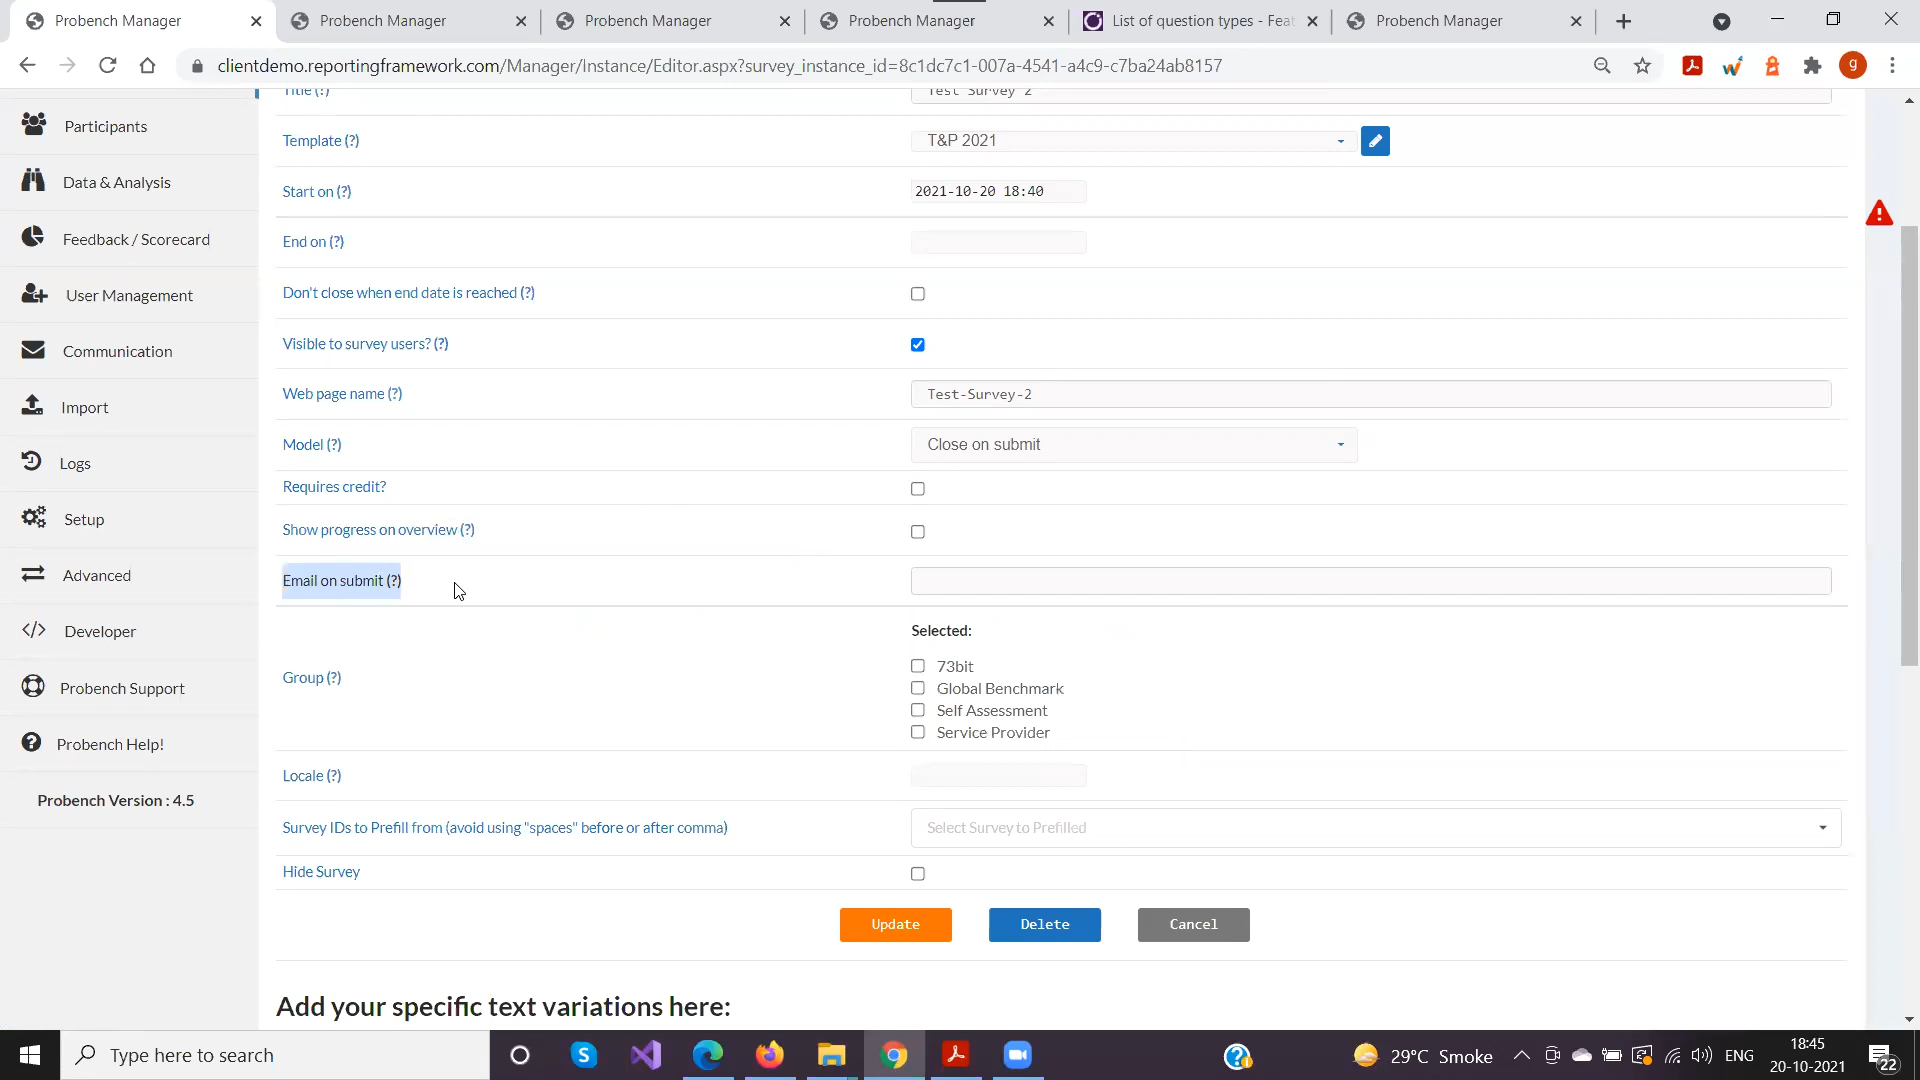 Probench Manager
Probench Manager
Probench Manager
Probench Manager
List of question types - Feat
Probench Manager
clientdemo.reportingframework.com/Manager/Instance/Editor.aspx?survey_instance_id=8c1dc7c1-007a-4541-a4c9-c7ba24ab8157
g
Participants
Data & Analysis
Feedback / Scorecard
User Management
Communication
Import
Logs
Setup
Advanced
Developer
Probench Support
Probench Help!
Probench Version : 4.5
Title (?)
Test Survey 2
Template (?)
T&P 2021
Start on (?)
2021-10-20 18:40
End on (?)
Don't close when end date is reached (?)
Visible to survey users? (?)
Web page name (?)
Test-Survey-2
Model (?)
Close on submit
Requires credit?
Show progress on overview (?)
Email on submit (?)
Selected:
Group (?)
73bit
Global Benchmark
Self Assessment
Service Provider
Locale (?)
Survey IDs to Prefill from (avoid using "spaces" before or after comma)
Select Survey to Prefilled
Hide Survey
Update
Delete
Cancel
Add your specific text variations here:
Type here to search
29°C Smoke
ENG
18:45
20-10-2021
22